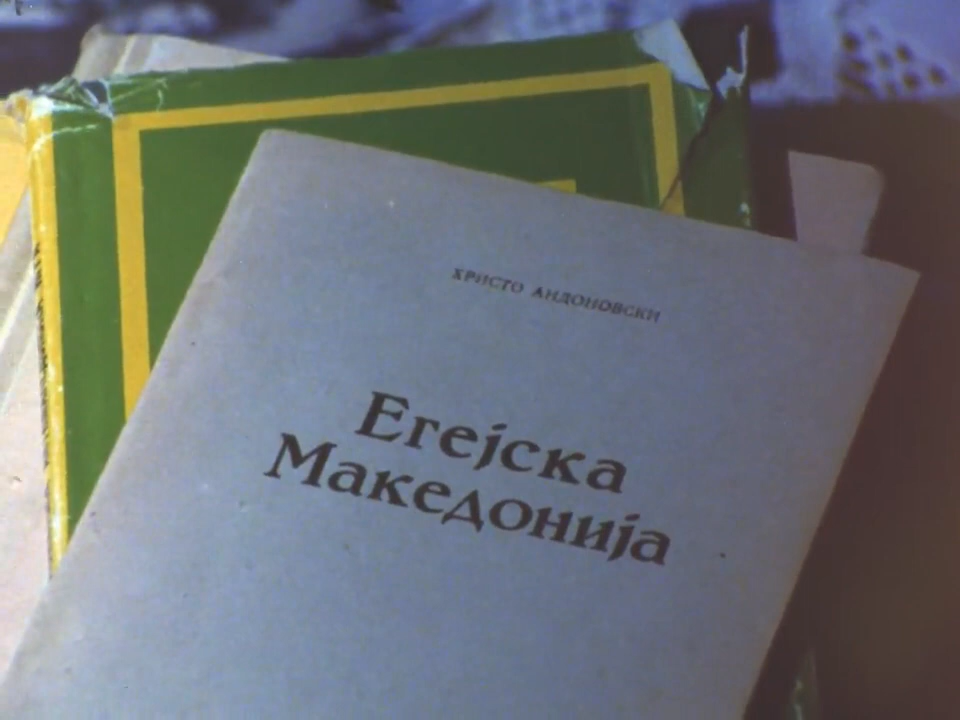 ХРИСТО АНДОНОВСКИ
Егејска
Македонија